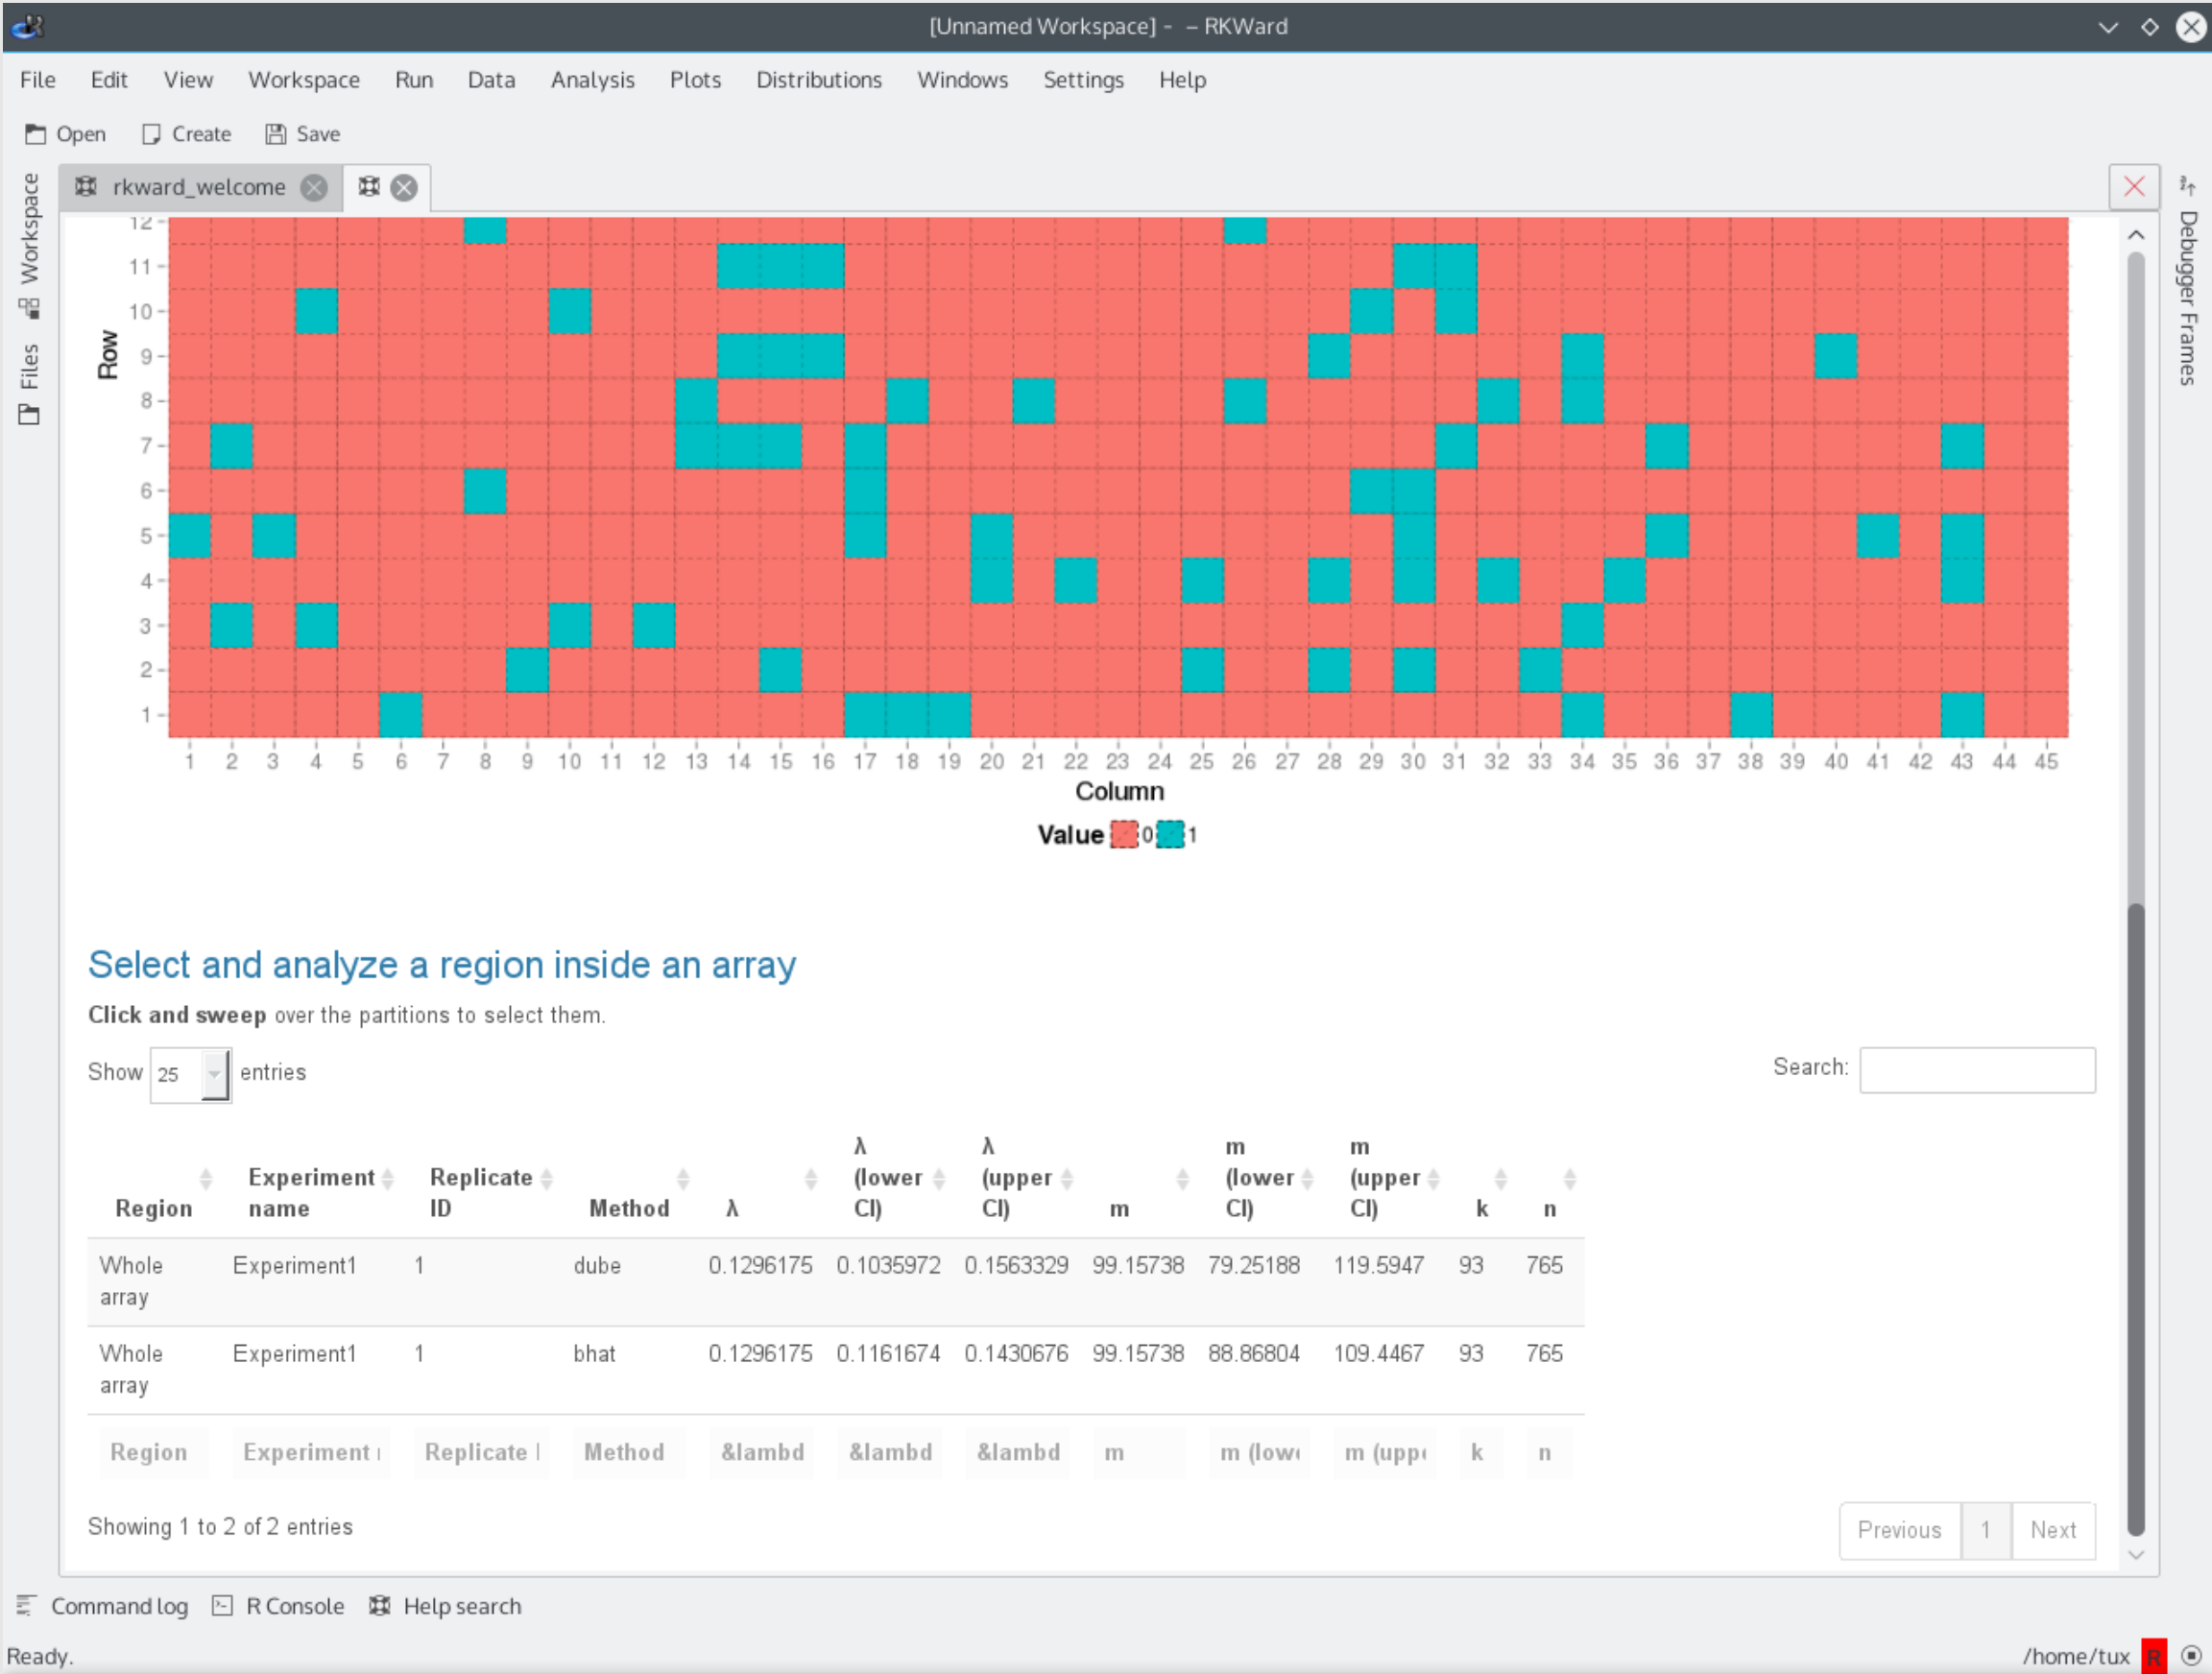 [Unnamed Workspace] - – RKWard
File Edit View Workspace Run Data Analysis Plots Distributions Windows Settings Help
Open Create Save
Workspace
Files
rkward_welcome
Debugger Frames
Row
12
11
10
9
8
7
6
5
4
3
2
1
1 2 3 4 5 6 7 8 9 10 11 12 13 14 15 16 17 18 19 20 21 22 23 24 25 26 27 28 29 30 31 32 33 34 35 36 37 38 39 40 41 42 43 44 45
Column
Value 0 1
Select and analyze a region inside an array
Click and sweep over the partitions to select them.
Show 25 entries
Search:
Region Experiment name Replicate ID Method λ λ (lower CI) λ (upper CI) m m (lower CI) m (upper CI) k n
Whole array Experiment1 1 dube 0.1296175 0.1035972 0.1563329 99.15738 79.25188 119.5947 93 765
Whole array Experiment1 1 bhat 0.1296175 0.1161674 0.1430676 99.15738 88.86804 109.4467 93 765
Region Experiment Replicate Method &lambd &lambd &lambd m m (low m (upp k n
Showing 1 to 2 of 2 entries
Previous 1 Next
Command log R Console Help search
Ready.
/home/tux R